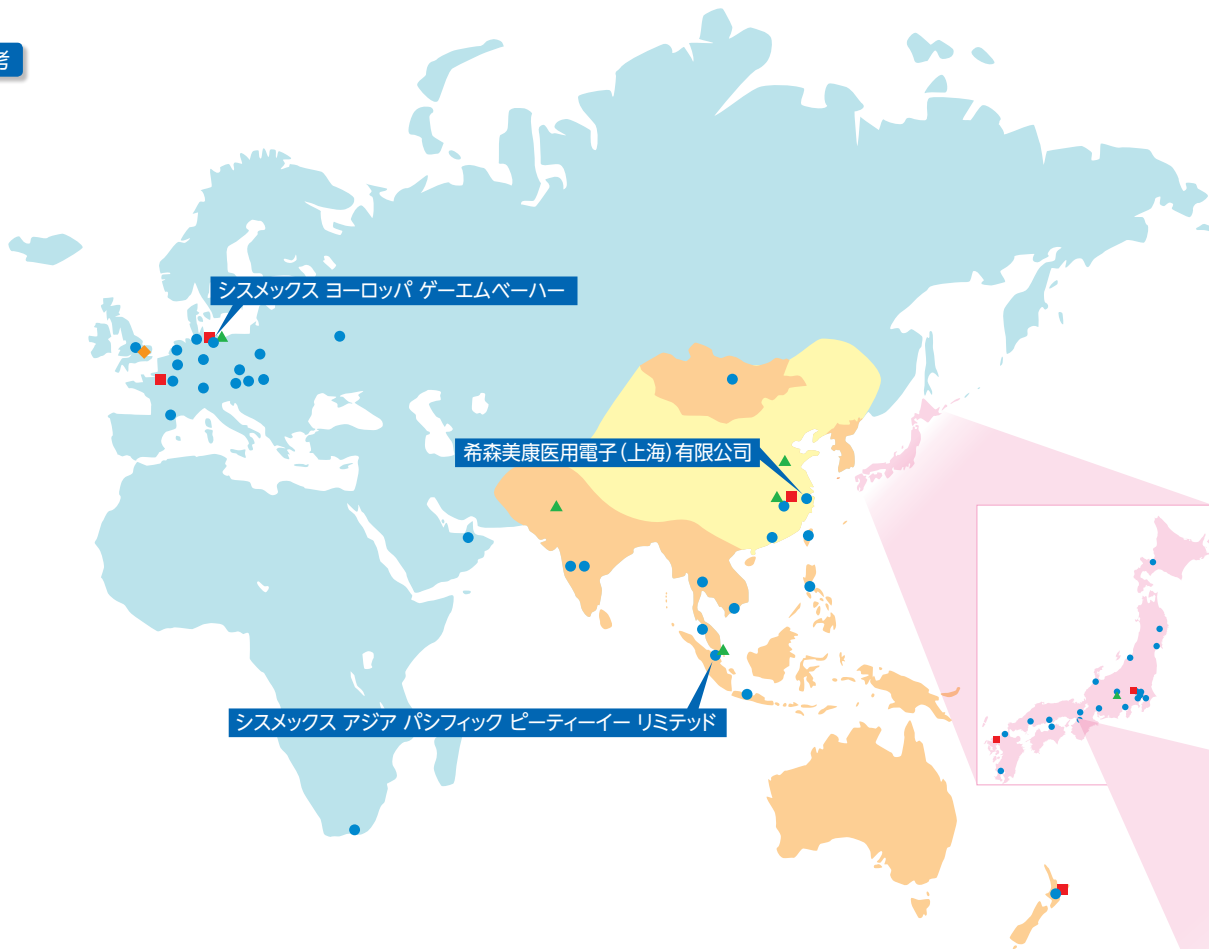 考
シスメックス ヨーロッパ ゲーエムベーハー
希森美康医用電子（上海）有限公司
シスメックス アジア パシフィック ピーティーイー リミテッド